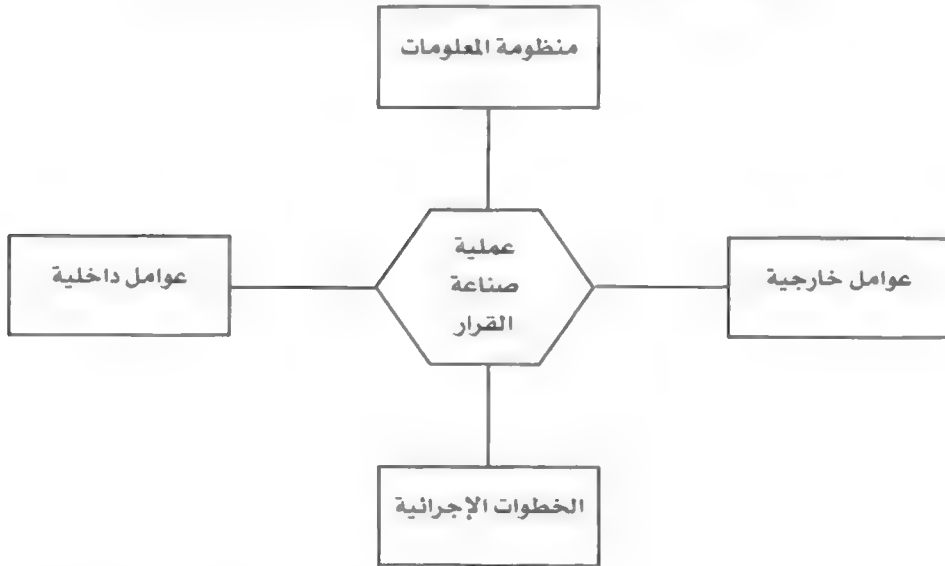 منظومة المعلومات
عملية
صناعة
القرار
عوامل خارجية
عوامل داخلية
الخطوات الإجرائية